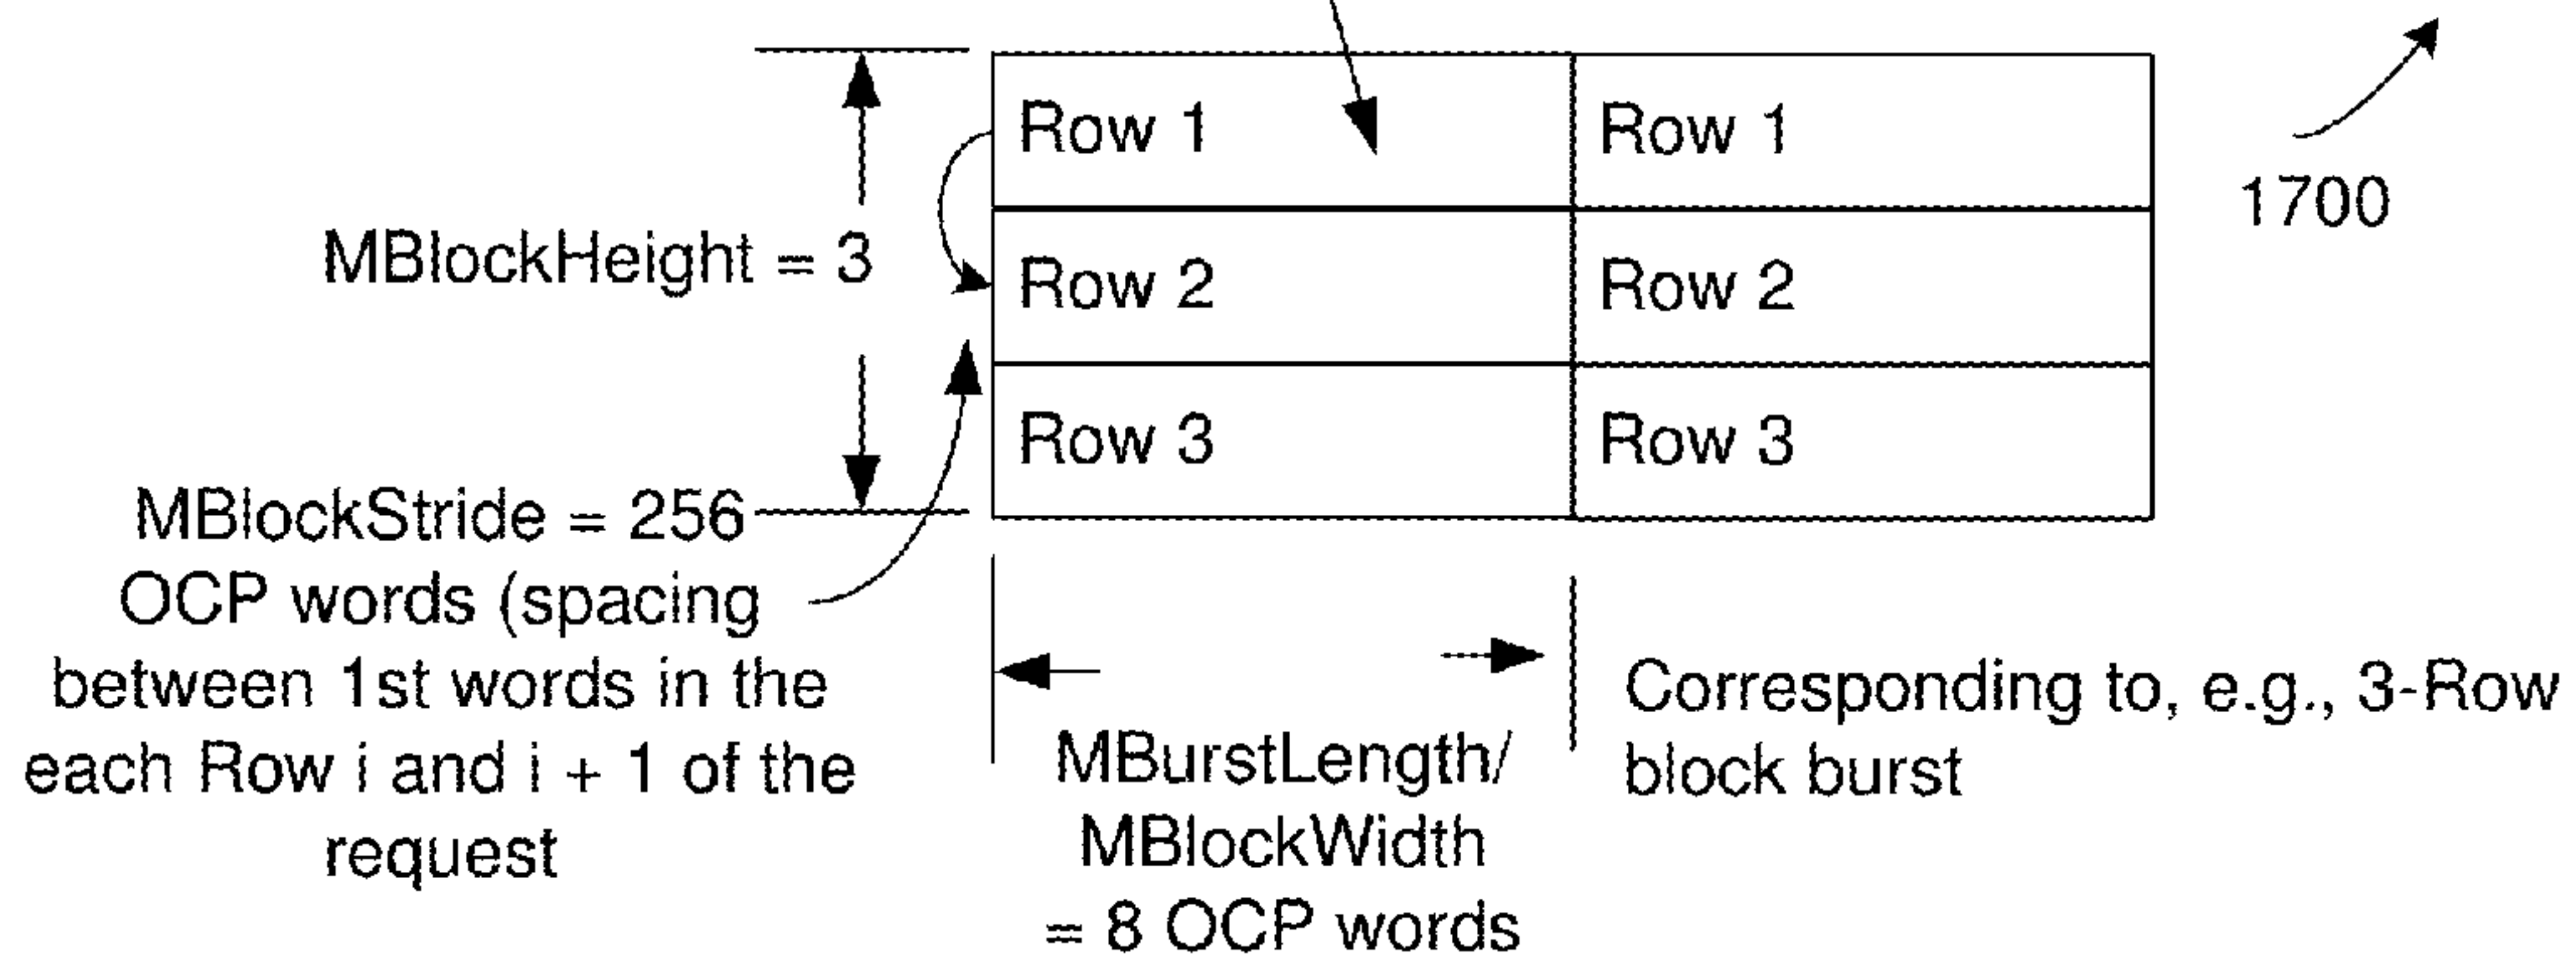 Row 1
Row 1
1700
MBlockHeight = 3
Row 2
Row 2
Row 3
Row 3
MBlockStride = 256
OCP words (spacing
between 1st words in the
each Row i and i + 1 of the
request
MBurstLength/
MBlockWidth
= 8 OCP words
Corresponding to, e.g., 3-Row
block burst